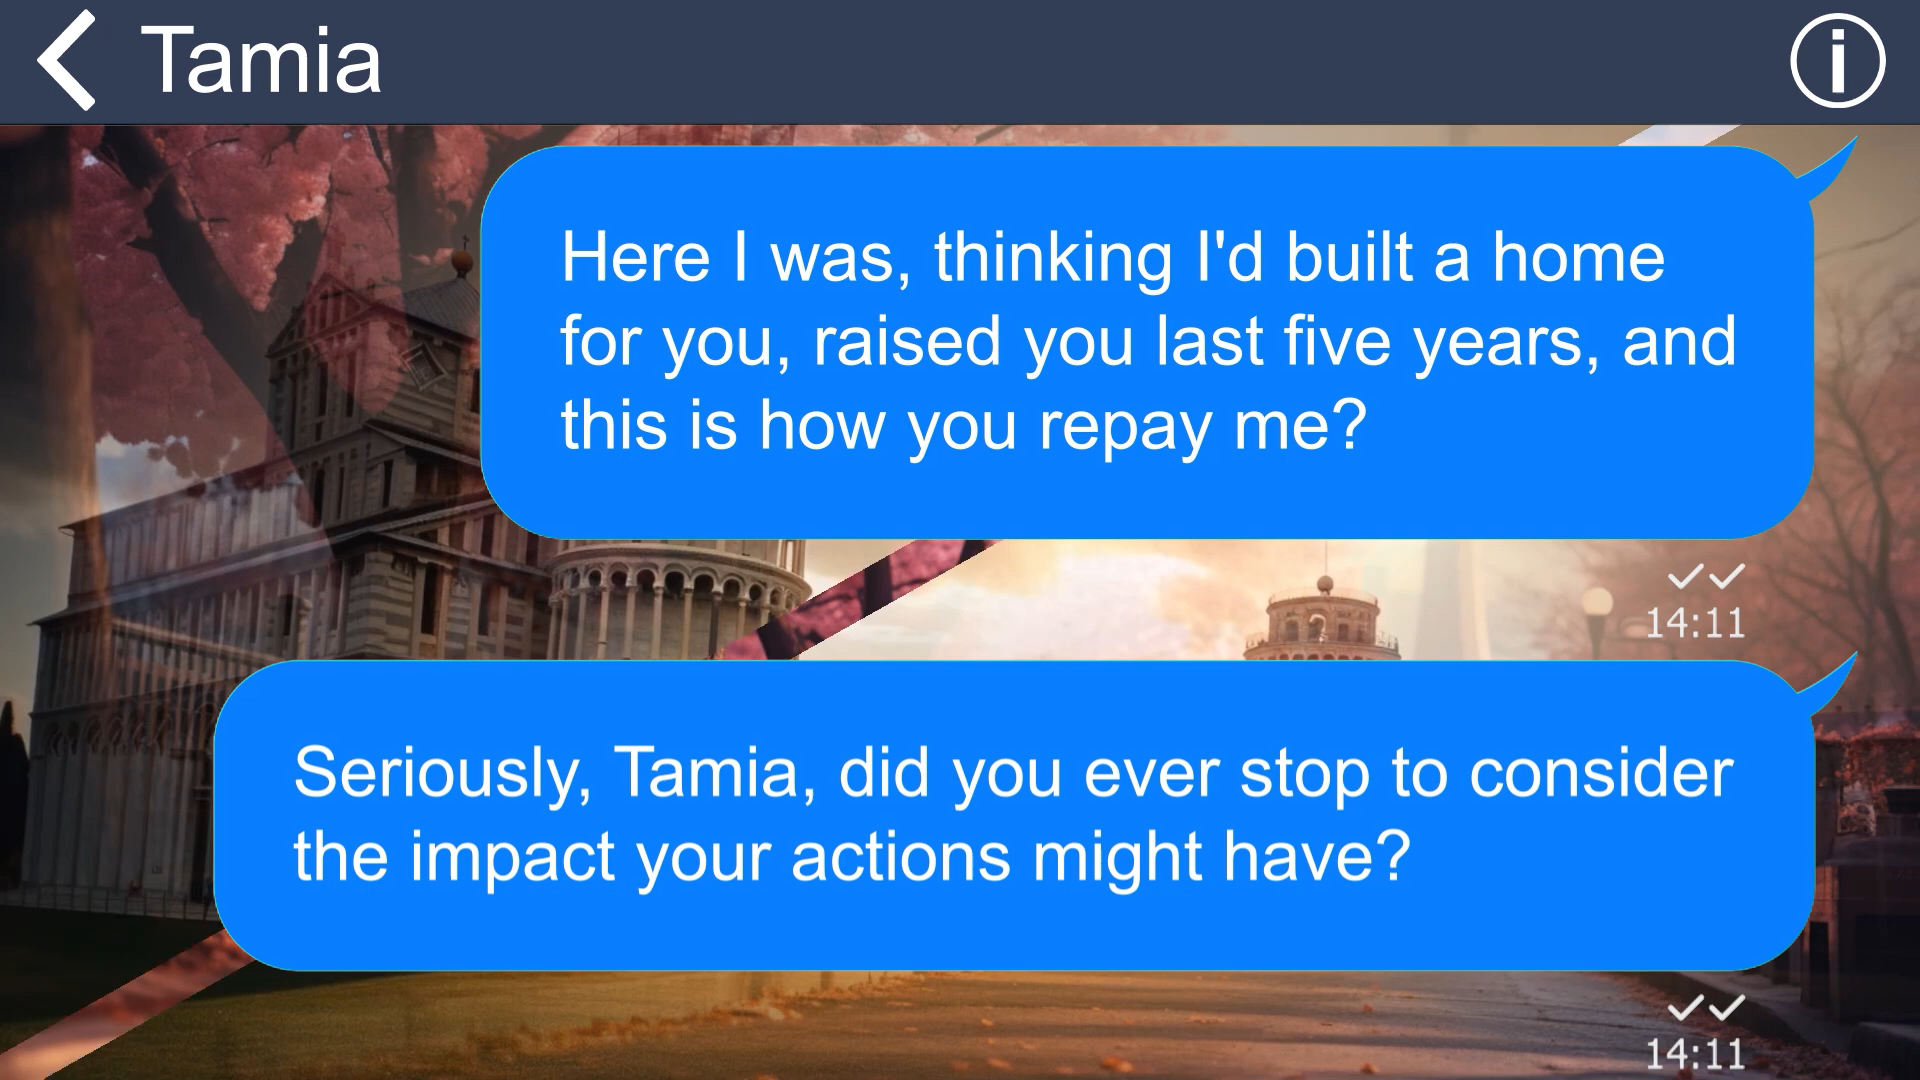 Tamia
Here I was, thinking I'd built a home
for you, raised you last five years, and
this is how you repay me?
14:11
Seriously, Tamia, did you ever stop to consider
the impact your actions might have?
14:11